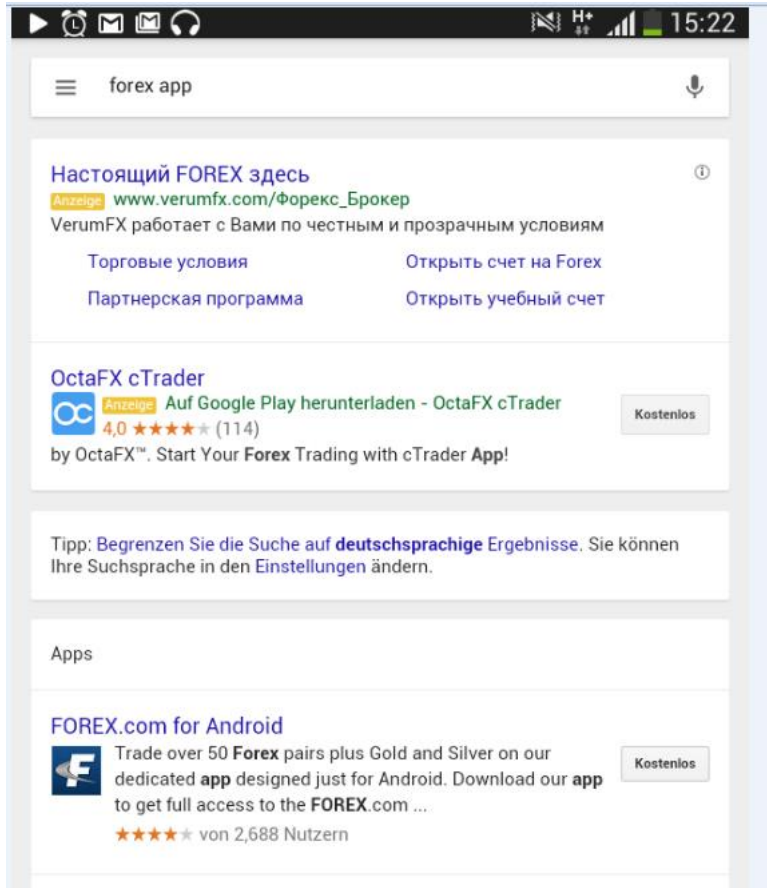 H+ 15:22
forex app
Настоящий FOREX здесь
Anzeige www.verumfx.com/Форекс_Брокер
VerumFX работает с Вами по честным и прозрачным условиям
Торговые условия Открыть счет на Forex
Партнерская программа Открыть учебный счет
OctaFX cTrader
Anzeige Auf Google Play herunterladen - OctaFX cTrader
Kostenlos
4,0 ★★★★★ (114)
by OctaFX™. Start Your Forex Trading with cTrader App!
Tipp: Begrenzen Sie die Suche auf deutschsprachige Ergebnisse. Sie können
Ihre Suchsprache in den Einstellungen ändern.
Apps
FOREX.com for Android
Trade over 50 Forex pairs plus Gold and Silver on our
Kostenlos
dedicated app designed just for Android. Download our app
to get full access to the FOREX.com ...
★★★★★ von 2,688 Nutzern